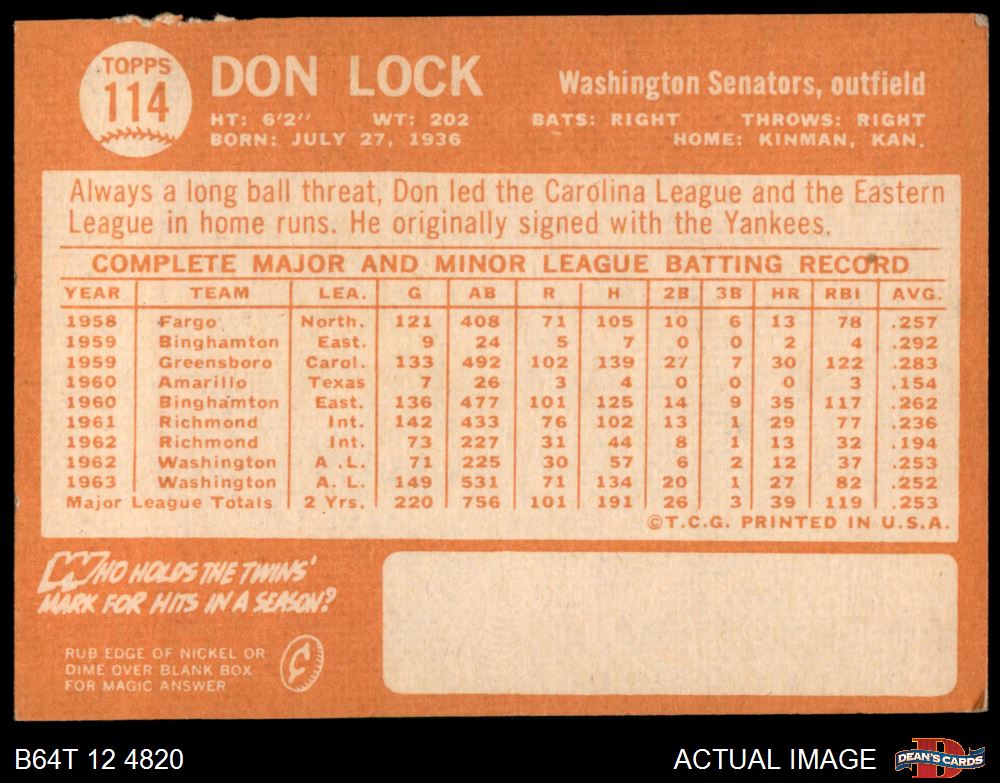 TOPPS
114
DON LOCK
Washington Senators, outfield
HT: 6'2" WT: 202 BATS: RIGHT THROWS: RIGHT
BORN: JULY 27, 1936 HOME: KINMAN, KAN.
Always a long ball threat, Don led the Carolina League and the Eastern
League in home runs. He originally signed with the Yankees.
COMPLETE MAJOR AND MINOR LEAGUE BATTING RECORD
YEAR TEAM LEA. G AB R H 2B 3B HR RBI AVG.
1958 Fargo North. 121 408 71 105 10 6 13 78 .257
1959 Binghamton East. 9 24 5 7 0 0 2 4 .292
1959 Greensboro Carol. 133 492 102 139 27 7 30 122 .283
1960 Amarillo Texas 7 26 3 4 0 0 0 3 .154
1960 Binghamton East. 136 477 101 125 14 9 35 117 .262
1961 Richmond Int. 142 433 76 102 13 1 29 77 .236
1962 Richmond Int. 73 227 31 44 8 1 13 32 .194
1962 Washington A .L. 71 225 30 57 6 2 12 37 .253
1963 Washington A. L. 149 531 71 134 20 1 27 82 .252
Major League Totals 2 Yrs. 220 756 101 191 26 3 39 119 .253
©T.C.G. PRINTED IN U.S.A.
WHO HOLDS THE TWINS'
MARK FOR HITS IN A SEASON?
RUB EDGE OF NICKEL OR
DIME OVER BLANK BOX
FOR MAGIC ANSWER
¢
B64T 12 4820
ACTUAL IMAGE
D
DEAN'S CARDS